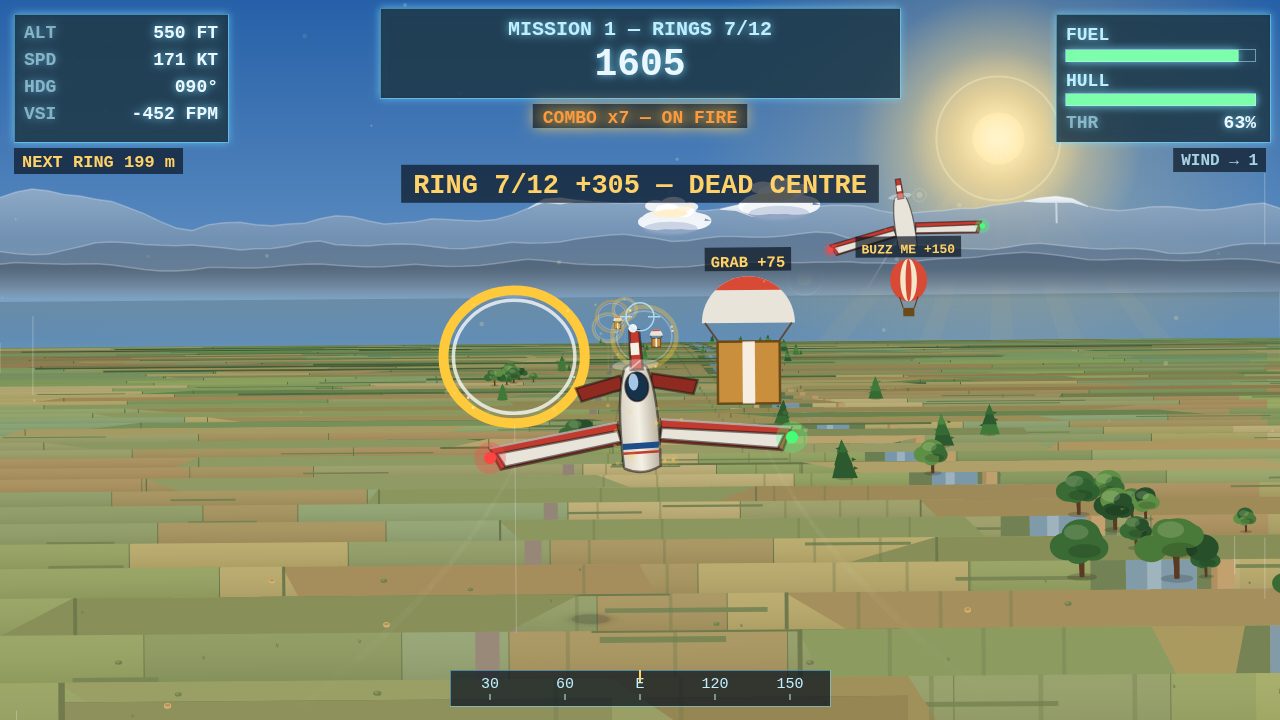 ALT 550 FT
SPD 171 KT
HDG 090°
VSI -452 FPM
NEXT RING 199 m
MISSION 1 — RINGS 7/12
1605
COMBO x7 — ON FIRE
RING 7/12 +305 — DEAD CENTRE
FUEL
HULL
THR 63%
WIND → 1
BUZZ ME +150
GRAB +75
30 60 E 120 150